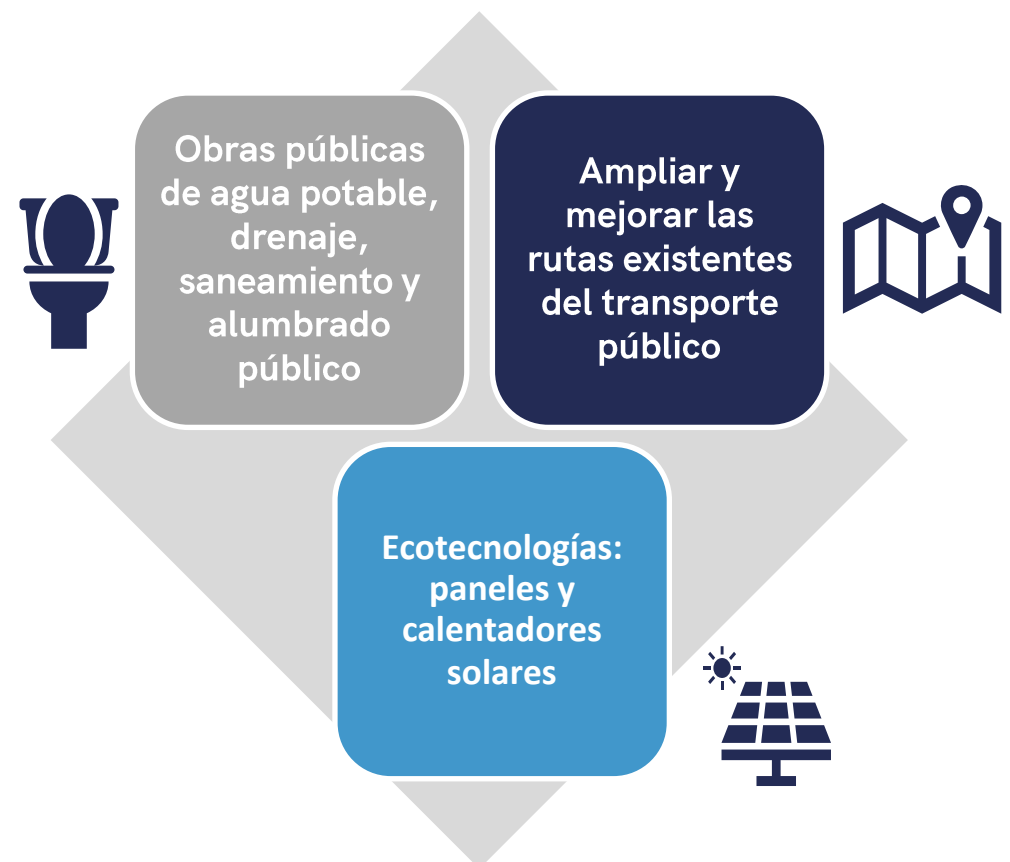 Obras públicas
de agua potable,
drenaje,
saneamiento y
alumbrado
público
Ampliar y
mejorar las
rutas existentes
del transporte
público
Ecotecnologías:
paneles y
calentadores
solares